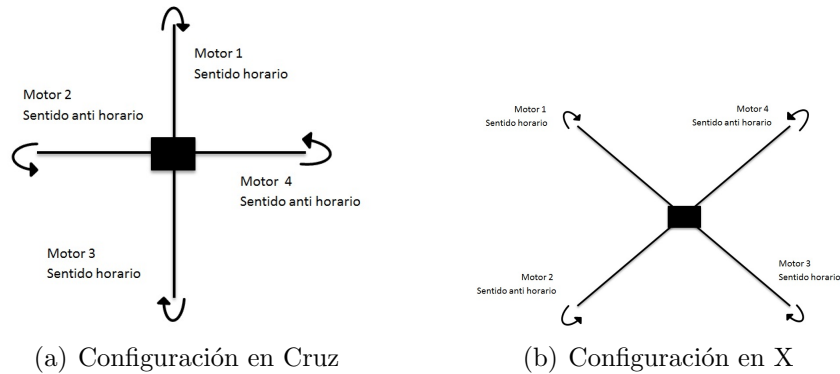 Motor 1
Sentido horario
Motor 2
Sentido anti horario
Motor 4
Sentido anti horario
Motor 3
Sentido horario
(a) Configuración en Cruz
Motor 1
Sentido horario
Motor 4
Sentido anti horario
Motor 2
Sentido anti horario
Motor 3
Sentido horario
(b) Configuración en X